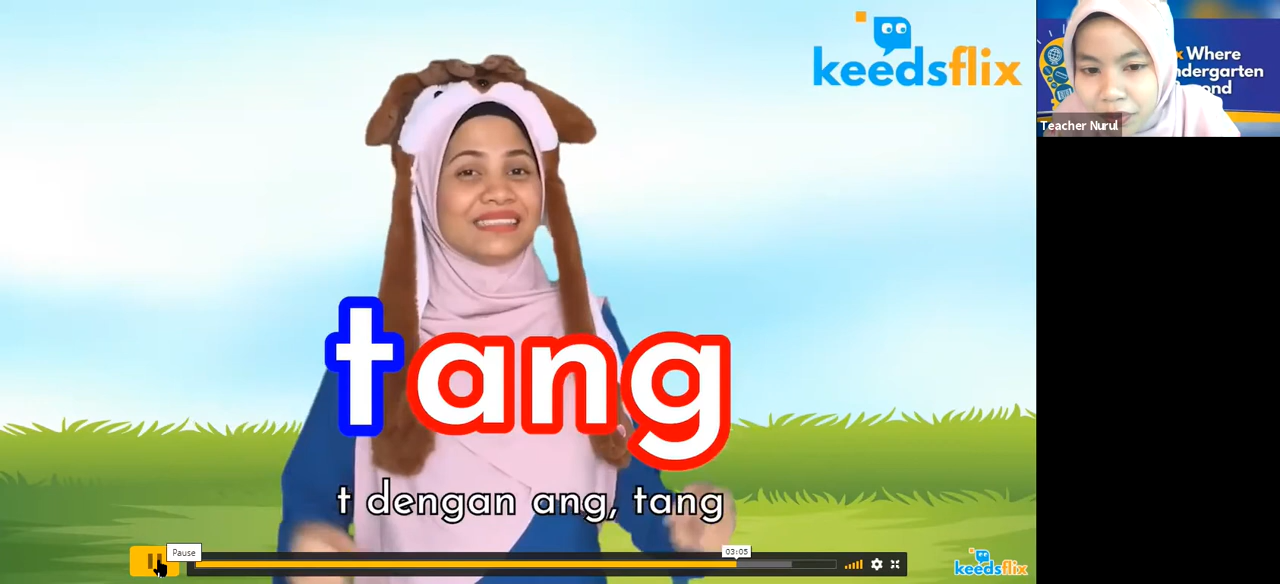 keedsflix
Where
ndergarten
ond
Teacher Nurul
tang
t dengan ang, tang
Pause
03:05
keedsflix